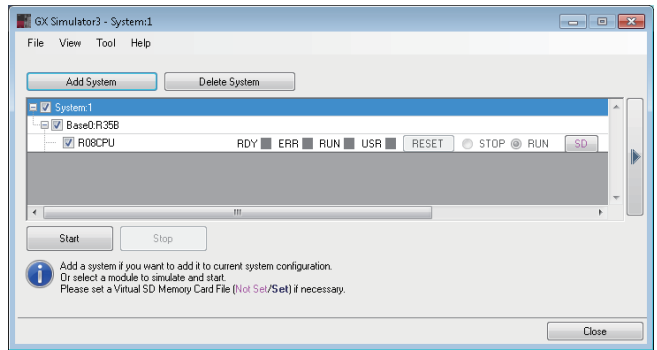 GX Simulator3 - System:1
File View Tool Help
Add System Delete System
System:1
Base0:R35B
R08CPU RDY ERR RUN USR RESET STOP RUN SD
Start Stop
Add a system if you want to add it to current system configuration.
Or select a module to simulate and start.
Please set a Virtual SD Memory Card File (Not Set/Set) if necessary.
Close